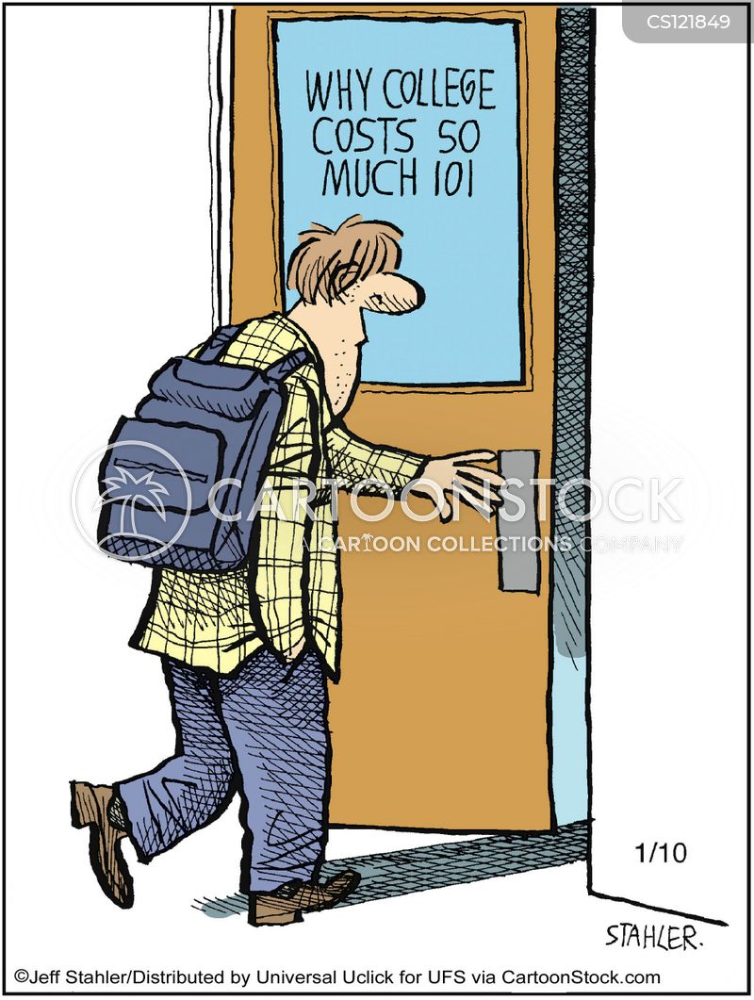 CS121849
WHY COLLEGE
COSTS SO
MUCH 101
CARTOONSTOCK
A CARTOON COLLECTIONS COMPANY
1/10
STAHLER.
©Jeff Stahler/Distributed by Universal Uclick for UFS via CartoonStock.com